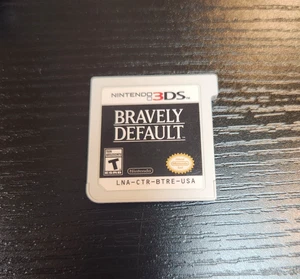 NINTENDO 3DS
BRAVELY
DEFAULT
T
Nintendo
LNA-CTR-BTRE-USA